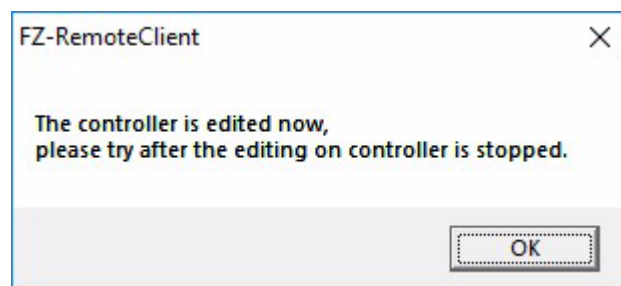 FZ-RemoteClient
The controller is edited now,
please try after the editing on controller is stopped.
OK